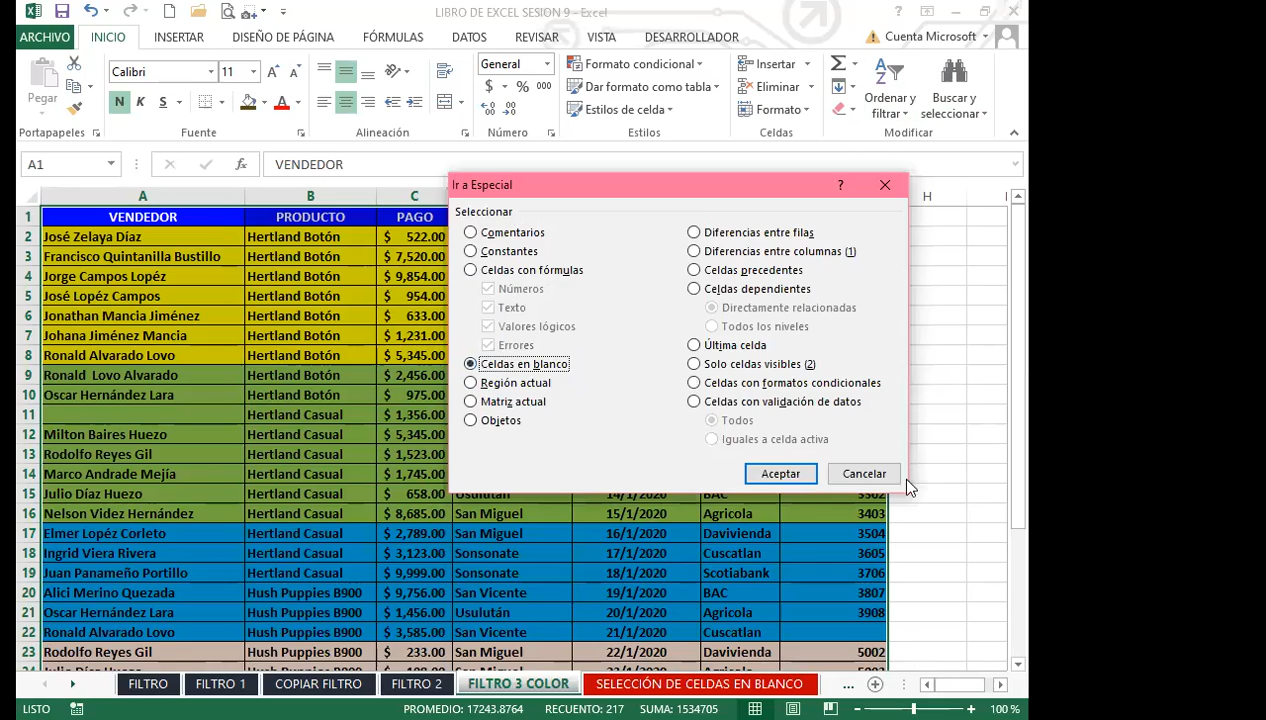 LIBRO DE EXCEL SESION 9 - Excel
ARCHIVO INICIO INSERTAR DISEÑO DE PÁGINA FÓRMULAS DATOS REVISAR VISTA DESARROLLADOR Cuenta Microsoft
Calibri 11 General Formato condicional Insertar
Pegar N K S $ % 000 Dar formato como tabla Eliminar Ordenar y filtrar Buscar y seleccionar
Estilos de celda Formato
Portapapeles Fuente Alineación Número Estilos Celdas Modificar
A1 fx VENDEDOR
Ir a Especial ? ×
Seleccionar
Comentarios
Constantes
Celdas con fórmulas
Números
Texto
Valores lógicos
Errores
Celdas en blanco
Región actual
Matriz actual
Objetos
Diferencias entre filas
Diferencias entre columnas (1)
Celdas precedentes
Celdas dependientes
Directamente relacionadas
Todos los niveles
Última celda
Solo celdas visibles (2)
Celdas con formatos condicionales
Celdas con validación de datos
Todos
Iguales a celda activa
Aceptar Cancelar
A B C H
1 VENDEDOR PRODUCTO PAGO
2 José Zelaya Díaz Hertland Botón $ 522.00
3 Francisco Quintanilla Bustillo Hertland Botón $ 7,520.00
4 Jorge Campos Lopéz Hertland Botón $ 9,854.00
5 José Lopéz Campos Hertland Botón $ 954.00
6 Jonathan Mancia Jiménez Hertland Botón $ 633.00
7 Johana Jiménez Mancia Hertland Botón $ 1,231.00
8 Ronald Alvarado Lovo Hertland Botón $ 5,345.00
9 Ronald Lovo Alvarado Hertland Botón $ 2,456.00
10 Oscar Hernández Lara Hertland Botón $ 975.00
11 Hertland Casual $ 1,356.00
12 Milton Baires Huezo Hertland Casual $ 5,345.00
13 Rodolfo Reyes Gil Hertland Casual $ 1,523.00
14 Marco Andrade Mejía Hertland Casual $ 1,745.00
15 Julio Díaz Huezo Hertland Casual $ 658.00 Usulután 14/1/2020 BAC 3302
16 Nelson Videz Hernández Hertland Casual $ 8,685.00 San Miguel 15/1/2020 Agricola 3403
17 Elmer Lopéz Corleto Hertland Casual $ 2,789.00 San Miguel 16/1/2020 Davivienda 3504
18 Ingrid Viera Rivera Hertland Casual $ 3,123.00 Sonsonate 17/1/2020 Cuscatlan 3605
19 Juan Panameño Portillo Hertland Casual $ 9,999.00 Sonsonate 18/1/2020 Scotiabank 3706
20 Alici Merino Quezada Hush Puppies B900 $ 9,756.00 San Vicente 19/1/2020 BAC 3807
21 Oscar Hernández Lara Hush Puppies B900 $ 1,456.00 Usulután 20/1/2020 Agricola 3908
22 Ronald Alvarado Lovo Hush Puppies B900 $ 3,585.00 San Vicente 21/1/2020 Cuscatlan
23 Rodolfo Reyes Gil Hush Puppies B900 $ 233.00 San Miguel 22/1/2020 Davivienda 5002
FILTRO FILTRO 1 COPIAR FILTRO FILTRO 2 FILTRO 3 COLOR SELECCIÓN DE CELDAS EN BLANCO ...
LISTO PROMEDIO: 17243.8764 RECUENTO: 217 SUMA: 1534705 100 %